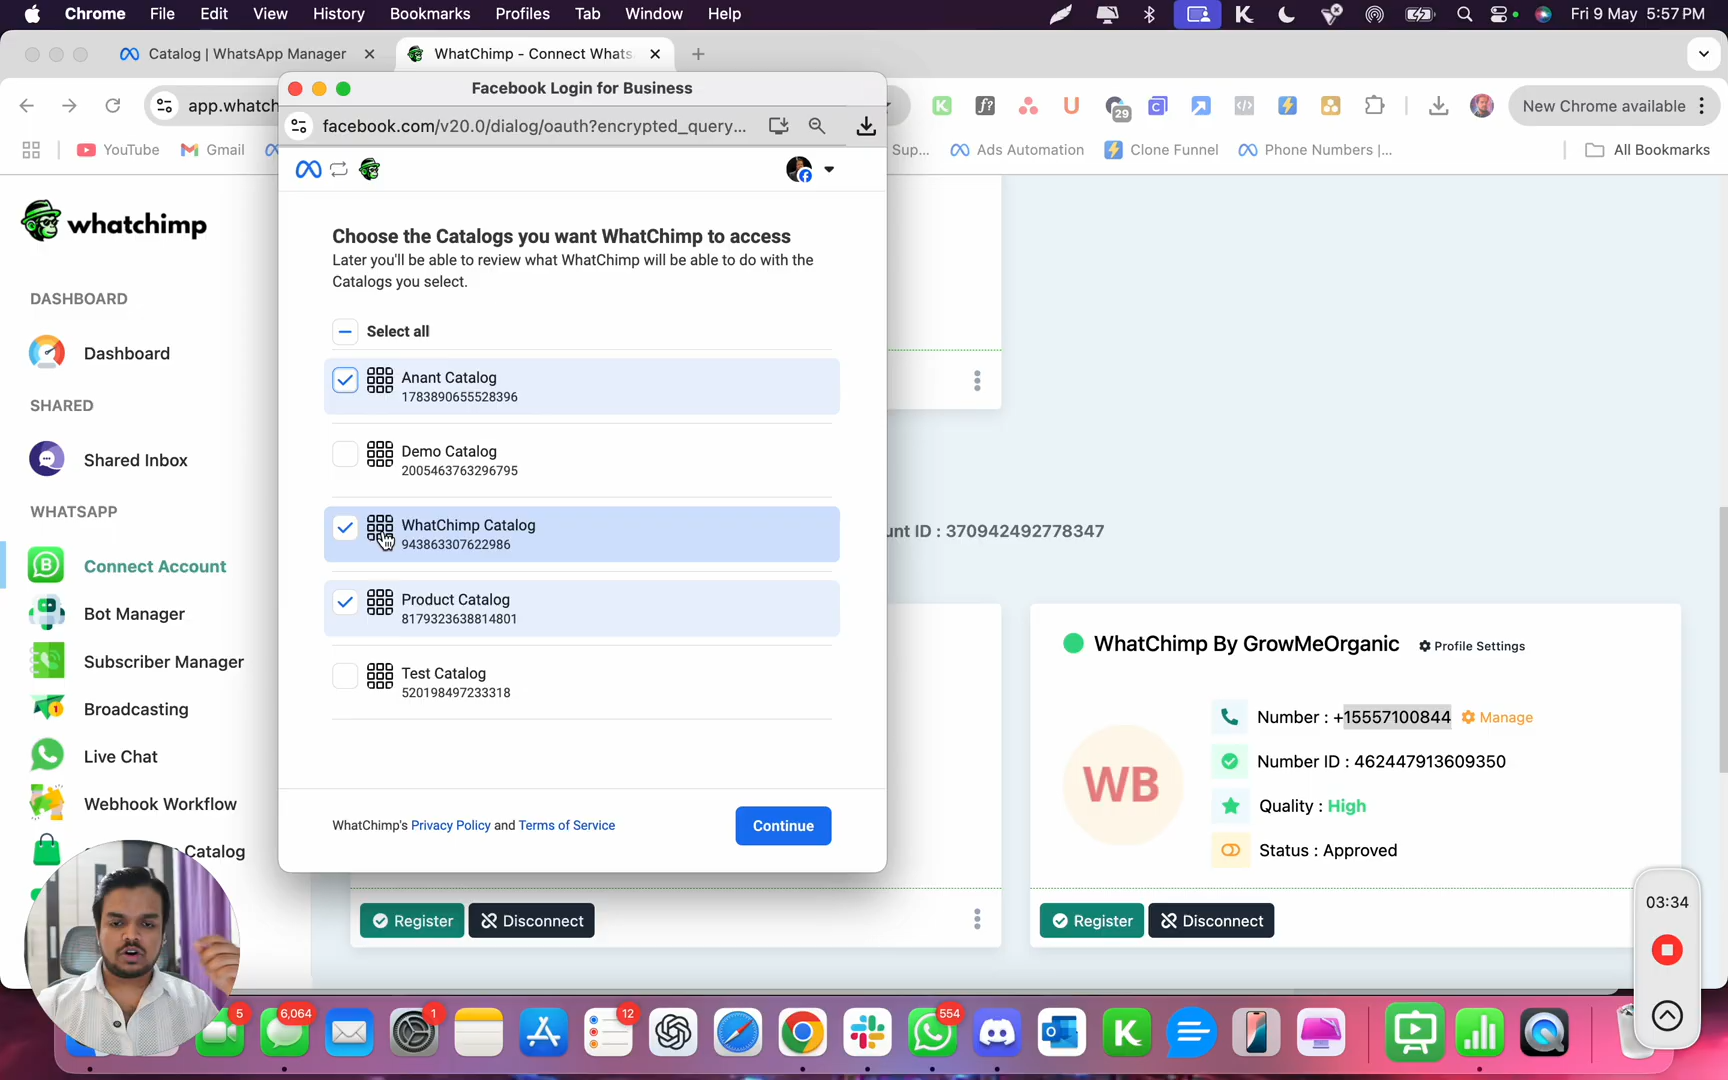 Chrome File Edit View History Bookmarks Profiles Tab Window Help
Fri 9 May 5:57 PM
Catalog | WhatsApp Manager
WhatChimp - Connect Whats
Facebook Login for Business
app.whatch
facebook.com/v20.0/dialog/oauth?encrypted_query...
29
New Chrome available
YouTube
Gmail
Sup...
Ads Automation
Clone Funnel
Phone Numbers |...
All Bookmarks
whatchimp
DASHBOARD
Dashboard
SHARED
Shared Inbox
WHATSAPP
Connect Account
Bot Manager
Subscriber Manager
Broadcasting
Live Chat
Webhook Workflow
Catalog
Choose the Catalogs you want WhatChimp to access
Later you'll be able to review what WhatChimp will be able to do with the
Catalogs you select.
Select all
Anant Catalog
1783890655528396
Demo Catalog
2005463763296795
WhatChimp Catalog
943863307622986
Product Catalog
8179323638814801
Test Catalog
520198497233318
WhatChimp's Privacy Policy and Terms of Service
Continue
unt ID : 370942492778347
WhatChimp By GrowMeOrganic
Profile Settings
WB
Number : +15557100844
Manage
Number ID : 462447913609350
Quality : High
Status : Approved
Register
Disconnect
Register
Disconnect
03:34
5
6,064
1
12
554